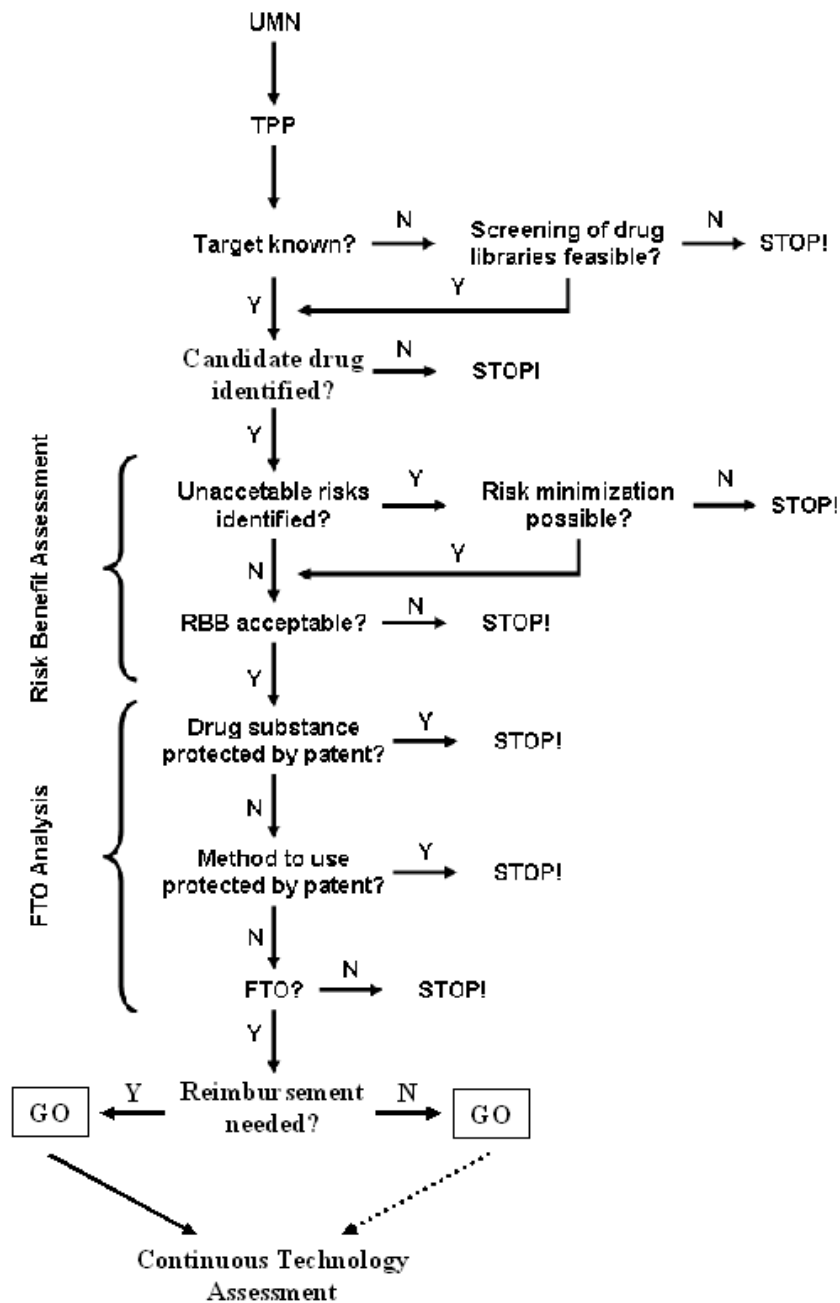 UMN
TPP
Target known?
N
Screening of drug
libraries feasible?
N
STOP!
Y
Y
Candidate drug
identified?
N
STOP!
Y
Risk Benefit Assessment
Unaccetable risks
identified?
Y
Risk minimization
possible?
N
STOP!
N
Y
RBB acceptable?
N
STOP!
Y
FTO Analysis
Drug substance
protected by patent?
Y
STOP!
N
Method to use
protected by patent?
Y
STOP!
N
FTO?
N
STOP!
Y
GO
Y
Reimbursement
needed?
N
GO
Continuous Technology
Assessment